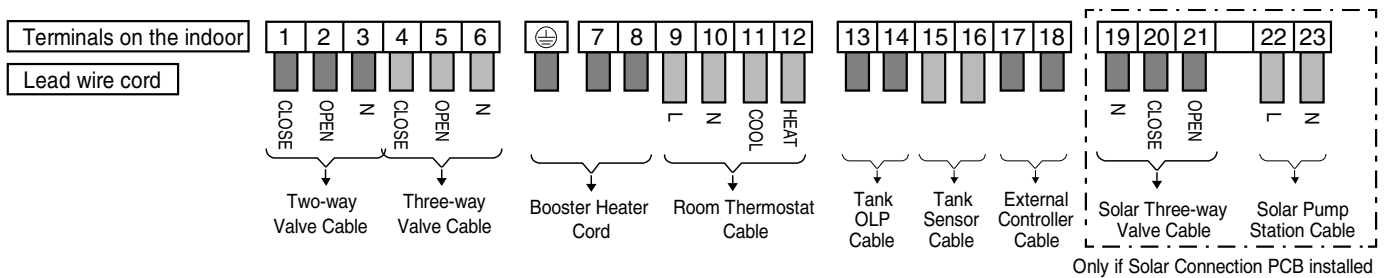 Terminals on the indoor 1 2 3 4 5 6 7 8 9 10 11 12 13 14 15 16 17 18 19 20 21 22 23
Lead wire cord
CLOSE OPEN N CLOSE OPEN N L N COOL HEAT N CLOSE OPEN L N
Two-way
Valve Cable
Three-way
Valve Cable
Booster Heater
Cord
Room Thermostat
Cable
Tank
OLP
Cable
Tank
Sensor
Cable
External
Controller
Cable
Solar Three-way
Valve Cable
Solar Pump
Station Cable
Only if Solar Connection PCB installed